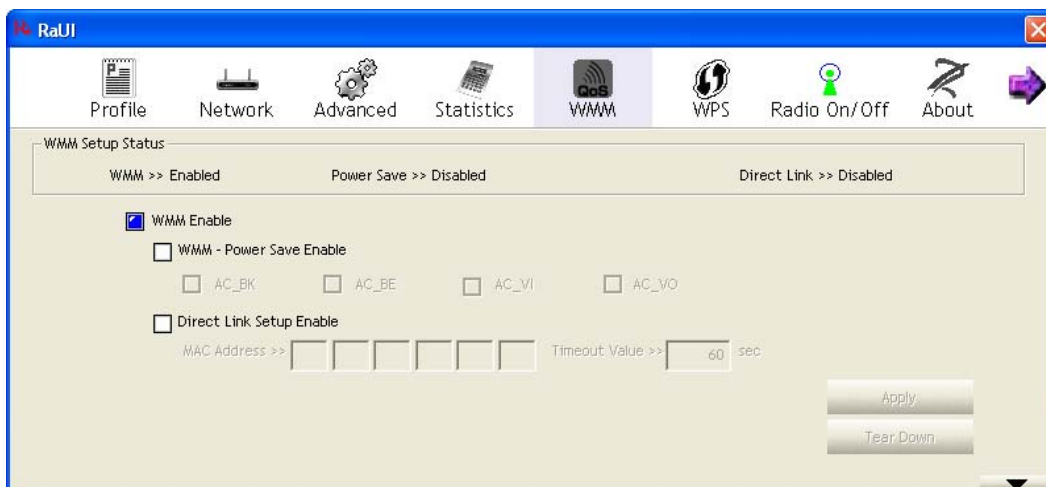 RaUI
Profile Network Advanced Statistics QoS WMM WPS Radio On/Off About
WMM Setup Status
WMM >> Enabled Power Save >> Disabled Direct Link >> Disabled
WMM Enable
WMM - Power Save Enable
AC_BK AC_BE AC_VI AC_VO
Direct Link Setup Enable
MAC Address >> Timeout Value >> 60 sec
Apply
Tear Down